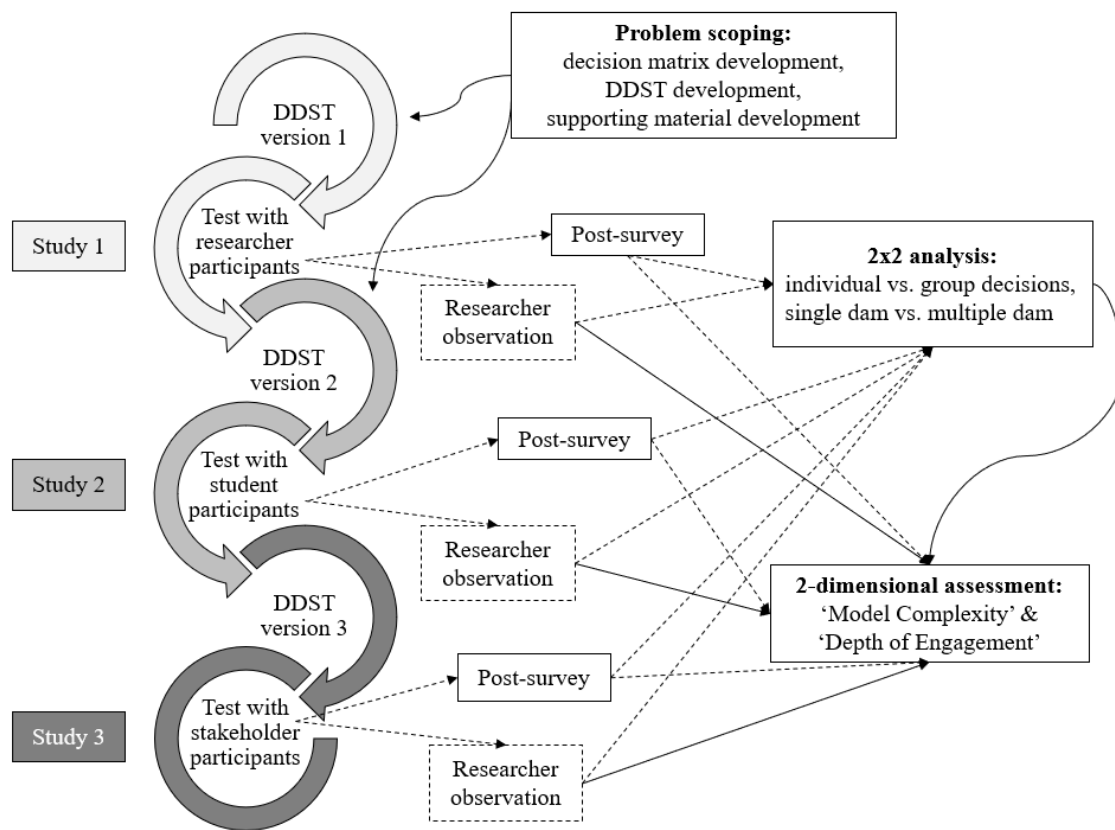 Problem scoping:
decision matrix development,
DDST development,
supporting material development
DDST
version 1
Study 1
Test with
researcher
participants
Post-survey
Researcher
observation
2x2 analysis:
individual vs. group decisions,
single dam vs. multiple dam
DDST
version 2
Study 2
Test with
student
participants
Post-survey
Researcher
observation
2-dimensional assessment:
‘Model Complexity’ &
‘Depth of Engagement’
DDST
version 3
Study 3
Test with
stakeholder
participants
Post-survey
Researcher
observation